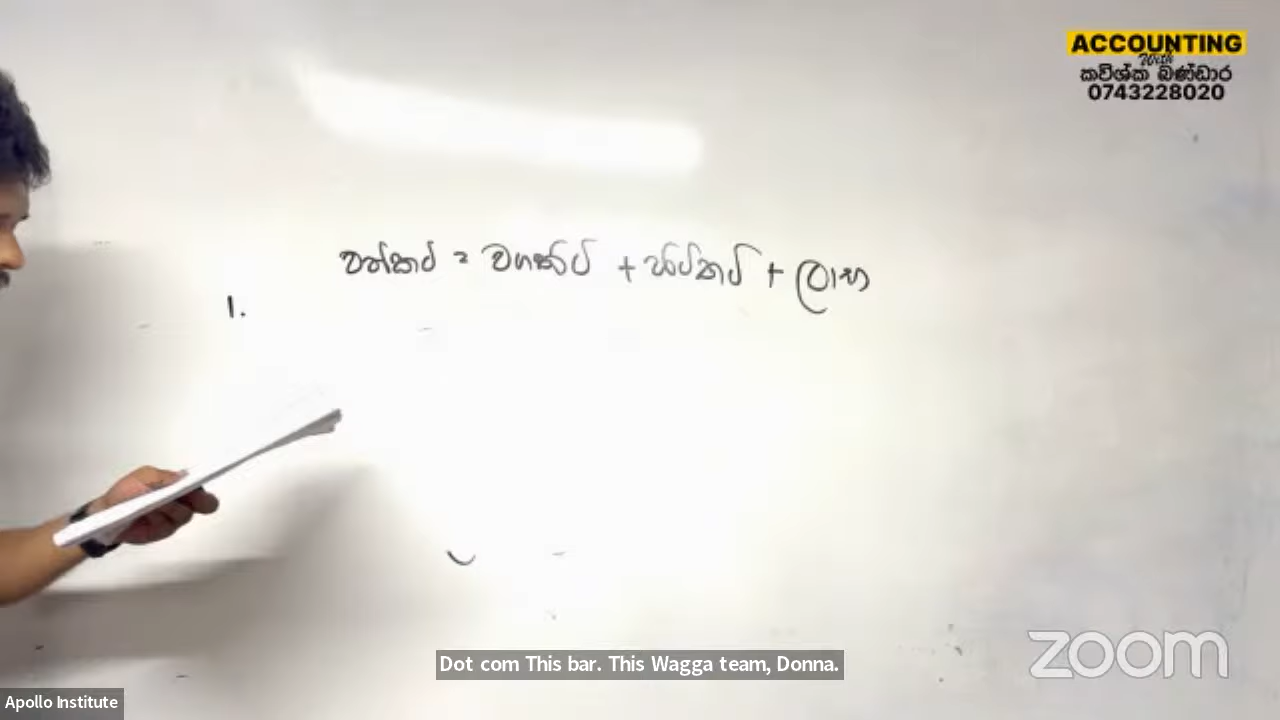 ACCOUNTING
With
කවිශ්ක බණ්ඩාර
0743228020
වත්කම් = වගකීම් + හිමිකම් + ලාභ
1.
Dot com This bar. This Wagga team, Donna.
zoom
Apollo Institute